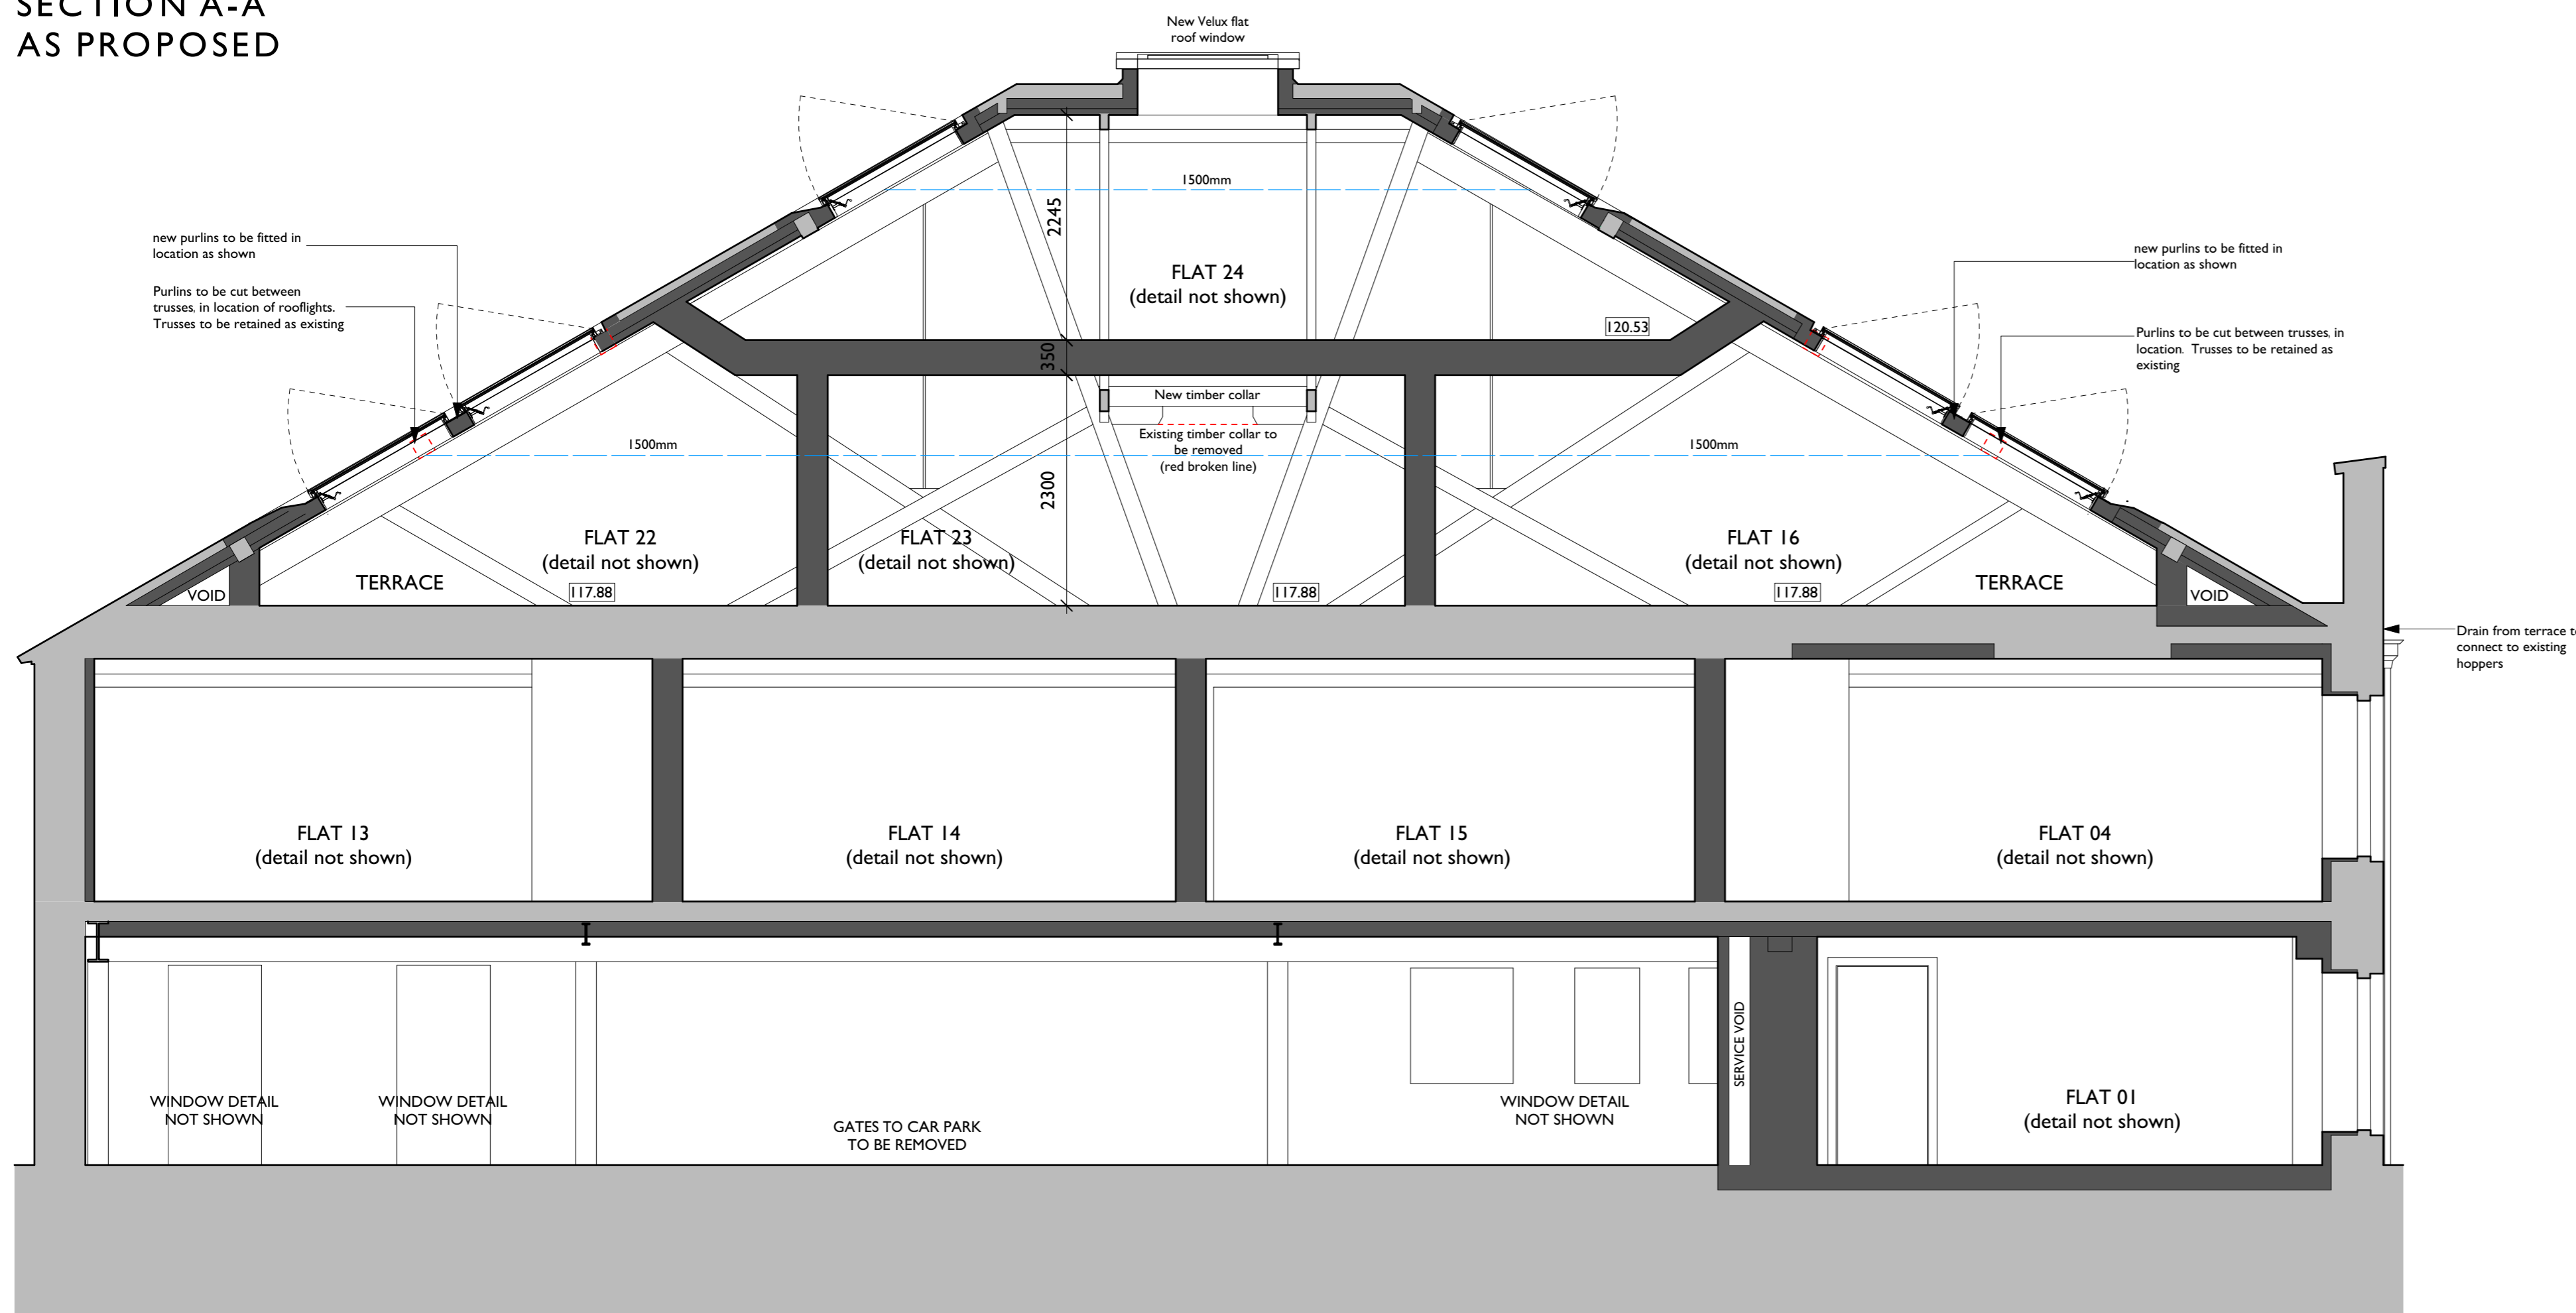 SECTION A-A
AS PROPOSED
New Velux flat
roof window
new purlins to be fitted in
location as shown
Purlins to be cut between
trusses, in location of rooflights.
Trusses to be retained as existing
1500mm
2245
FLAT 24
(detail not shown)
120.53
new purlins to be fitted in
location as shown
Purlins to be cut between trusses, in
location. Trusses to be retained as
existing
350
New timber collar
Existing timber collar to
be removed
(red broken line)
1500mm
1500mm
2300
FLAT 22
(detail not shown)
FLAT 23
(detail not shown)
FLAT 16
(detail not shown)
VOID
TERRACE
117.88
117.88
117.88
TERRACE
VOID
Drain from terrace
connect to existing
hoppers
FLAT 13
(detail not shown)
FLAT 14
(detail not shown)
FLAT 15
(detail not shown)
FLAT 04
(detail not shown)
WINDOW DETAIL
NOT SHOWN
WINDOW DETAIL
NOT SHOWN
GATES TO CAR PARK
TO BE REMOVED
WINDOW DETAIL
NOT SHOWN
SERVICE VOID
FLAT 01
(detail not shown)